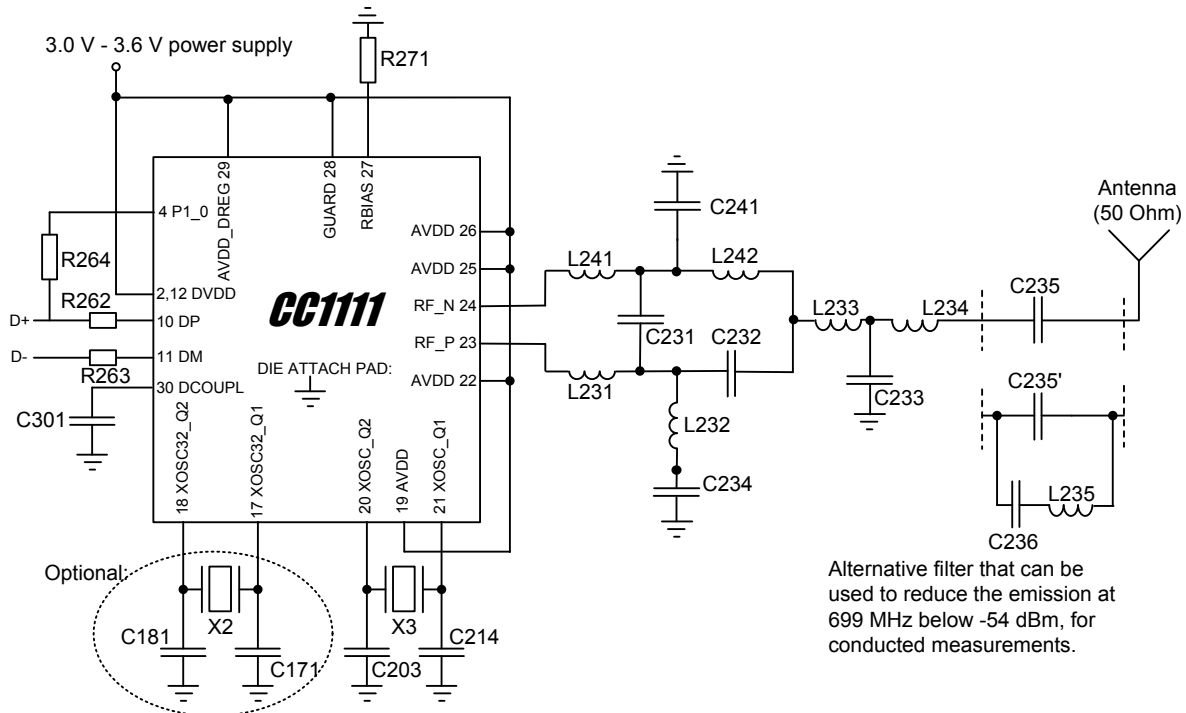 3.0 V - 3.6 V power supply
R271
AVDD_DREG 29
GUARD 28
RBIAS 27
4 P1_0
R264
2,12 DVDD
R262
D+
10 DP
D-
11 DM
R263
30 DCOUPL
C301
CC1111
DIE ATTACH PAD:
AVDD 26
AVDD 25
RF_N 24
RF_P 23
AVDD 22
18 XOSC32_Q2
17 XOSC32_Q1
20 XOSC_Q2
19 AVDD
21 XOSC_Q1
Optional:
X2
X3
C181
C171
C203
C214
C241
L241
L242
C231
C232
L231
L232
C234
L233
L234
C233
C235
Antenna
(50 Ohm)
C235'
L235
C236
Alternative filter that can be
used to reduce the emission at
699 MHz below -54 dBm, for
conducted measurements.